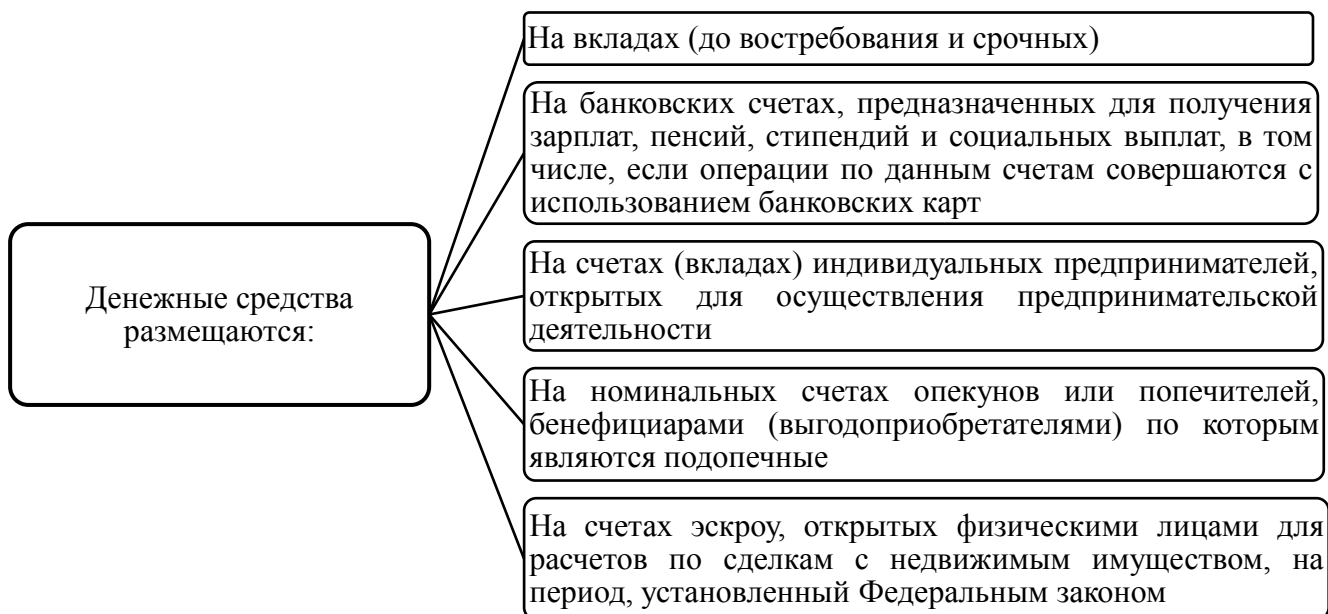 Денежные средства
размещаются:
На вкладах (до востребования и срочных)
На банковских счетах, предназначенных для получения
зарплат, пенсий, стипендий и социальных выплат, в том
числе, если операции по данным счетам совершаются с
использованием банковских карт
На счетах (вкладах) индивидуальных предпринимателей,
открытых для осуществления предпринимательской
деятельности
На номинальных счетах опекунов или попечителей,
бенефициарами (выгодоприобретателями) по которым
являются подопечные
На счетах эскроу, открытых физическими лицами для
расчетов по сделкам с недвижимым имуществом, на
период, установленный Федеральным законом